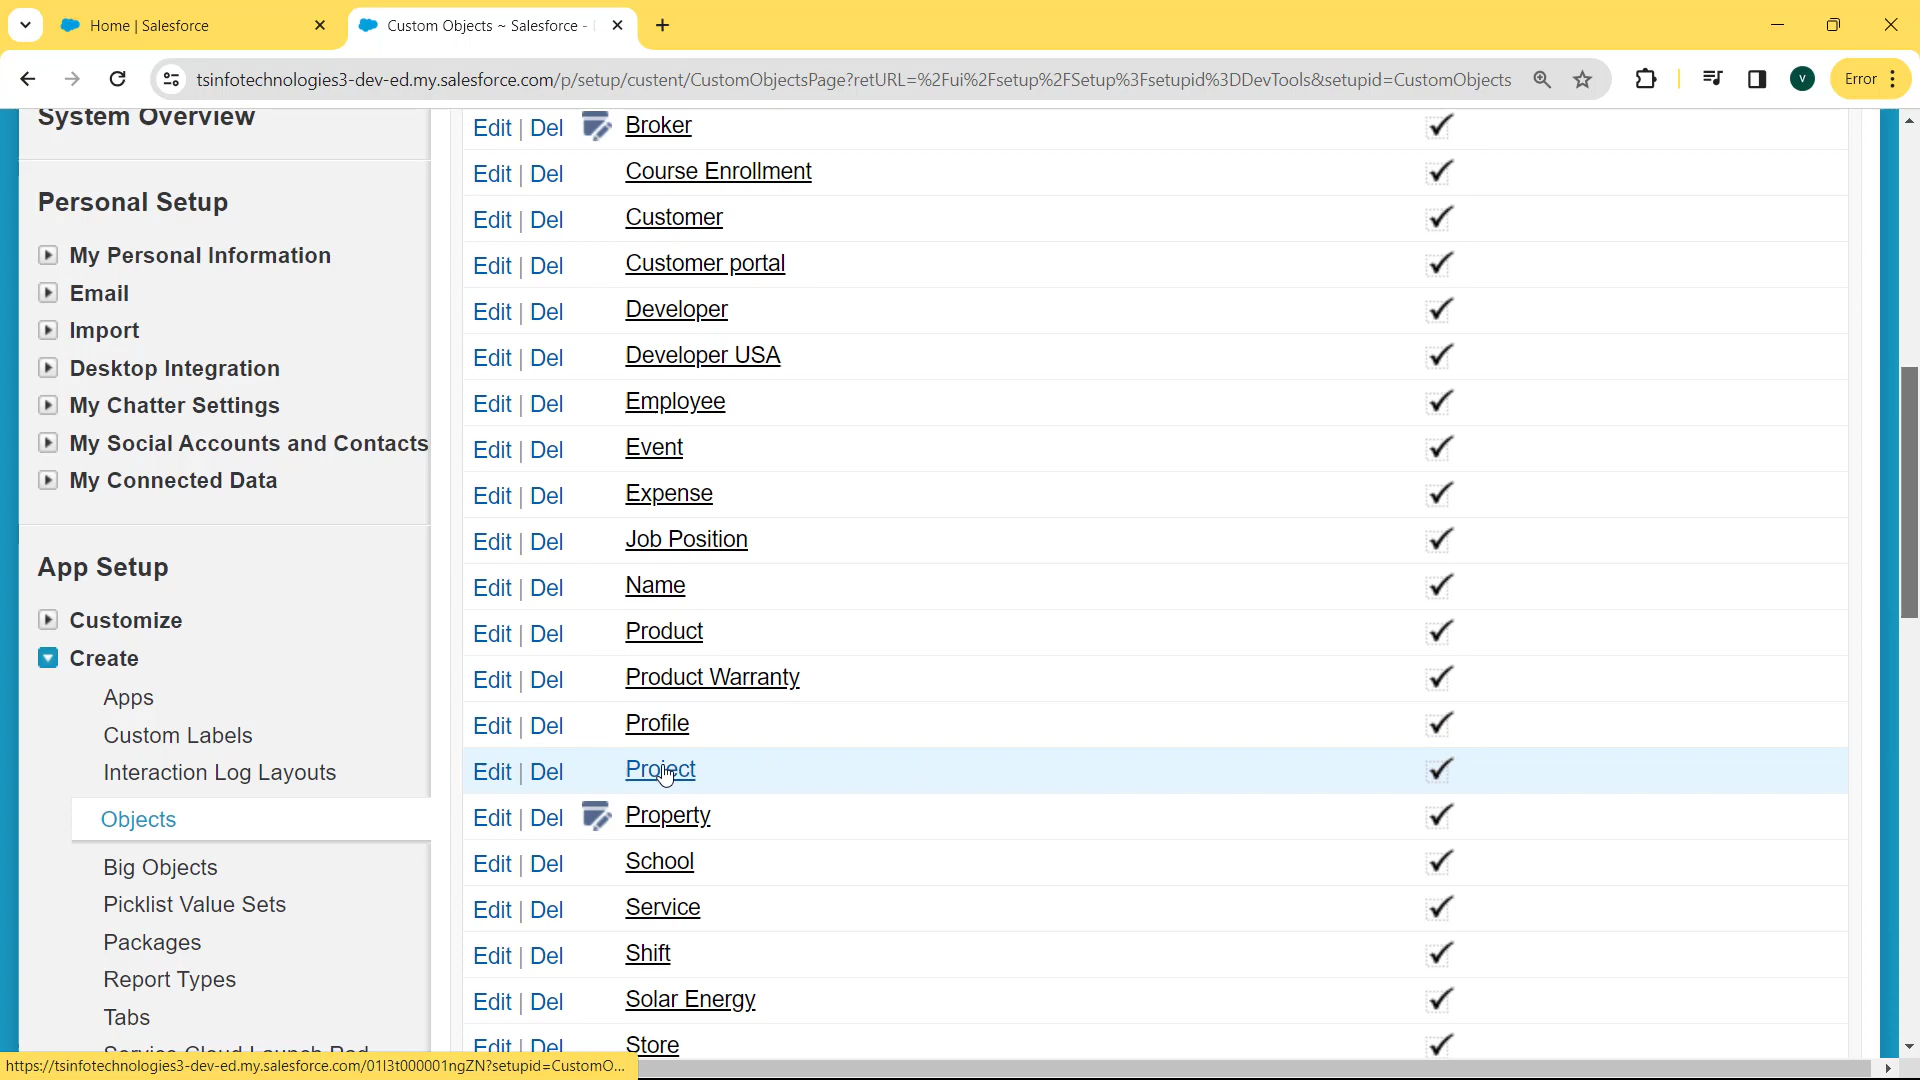 Home | Salesforce
Custom Objects ~ Salesforce -
tsinfotechnologies3-dev-ed.my.salesforce.com/p/setup/custent/CustomObjectsPage?retURL=%2Fui%2Fsetup%2FSetup%3Fsetupid%3DDevTools&setupid=CustomObjects
V
Error
System Overview
Personal Setup
My Personal Information
Email
Import
Desktop Integration
My Chatter Settings
My Social Accounts and Contacts
My Connected Data
App Setup
Customize
Create
Apps
Custom Labels
Interaction Log Layouts
Objects
Big Objects
Picklist Value Sets
Packages
Report Types
Tabs
Service Cloud Launch Pad
Edit | Del Broker
Edit | Del Course Enrollment
Edit | Del Customer
Edit | Del Customer portal
Edit | Del Developer
Edit | Del Developer USA
Edit | Del Employee
Edit | Del Event
Edit | Del Expense
Edit | Del Job Position
Edit | Del Name
Edit | Del Product
Edit | Del Product Warranty
Edit | Del Profile
Edit | Del Project
Edit | Del Property
Edit | Del School
Edit | Del Service
Edit | Del Shift
Edit | Del Solar Energy
Edit | Del Store
https://tsinfotechnologies3-dev-ed.my.salesforce.com/01I3t000001ngZN?setupid=CustomO...